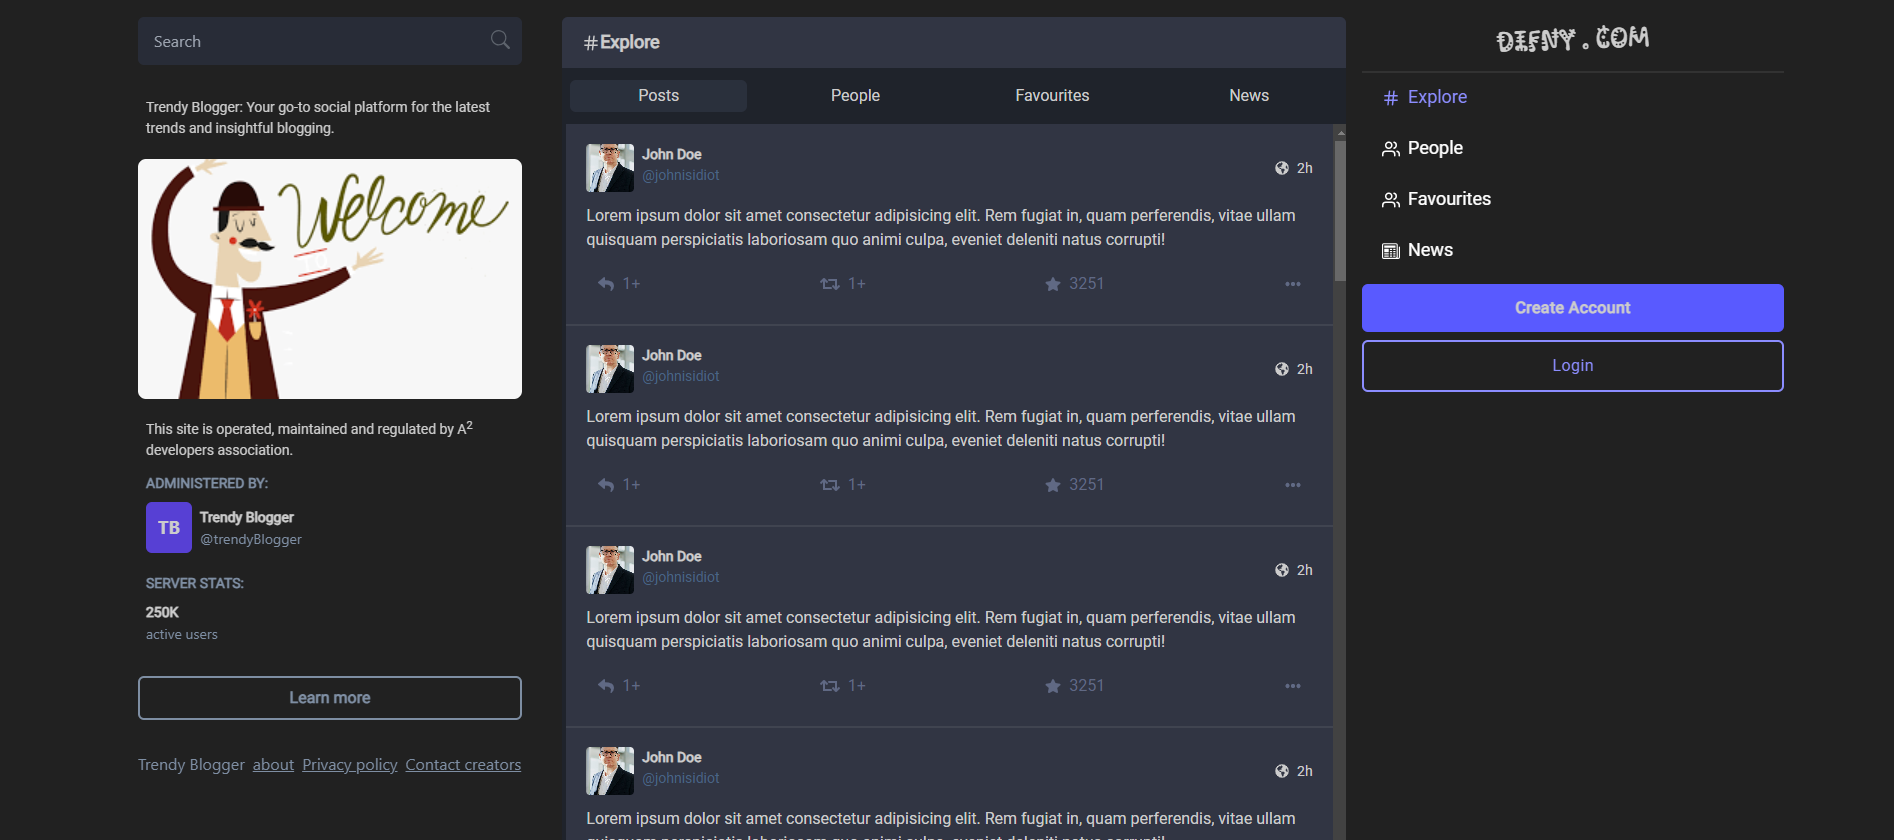 Search
Trendy Blogger: Your go-to social platform for the latest
trends and insightful blogging.
Welcome
This site is operated, maintained and regulated by A²
developers association.
ADMINISTERED BY:
TB
Trendy Blogger
@trendyBlogger
SERVER STATS:
250K
active users
Learn more
Trendy Blogger about Privacy policy Contact creators
#Explore
Posts People Favourites News
John Doe
@johnisidiot
2h
Lorem ipsum dolor sit amet consectetur adipisicing elit. Rem fugiat in, quam perferendis, vitae ullam
quisquam perspiciatis laboriosam quo animi culpa, eveniet deleniti natus corrupti!
1+ 1+ 3251
John Doe
@johnisidiot
2h
Lorem ipsum dolor sit amet consectetur adipisicing elit. Rem fugiat in, quam perferendis, vitae ullam
quisquam perspiciatis laboriosam quo animi culpa, eveniet deleniti natus corrupti!
1+ 1+ 3251
John Doe
@johnisidiot
2h
Lorem ipsum dolor sit amet consectetur adipisicing elit. Rem fugiat in, quam perferendis, vitae ullam
quisquam perspiciatis laboriosam quo animi culpa, eveniet deleniti natus corrupti!
1+ 1+ 3251
John Doe
@johnisidiot
2h
Lorem ipsum dolor sit amet consectetur adipisicing elit. Rem fugiat in, quam perferendis, vitae ullam
DIFNY.COM
# Explore
People
Favourites
News
Create Account
Login